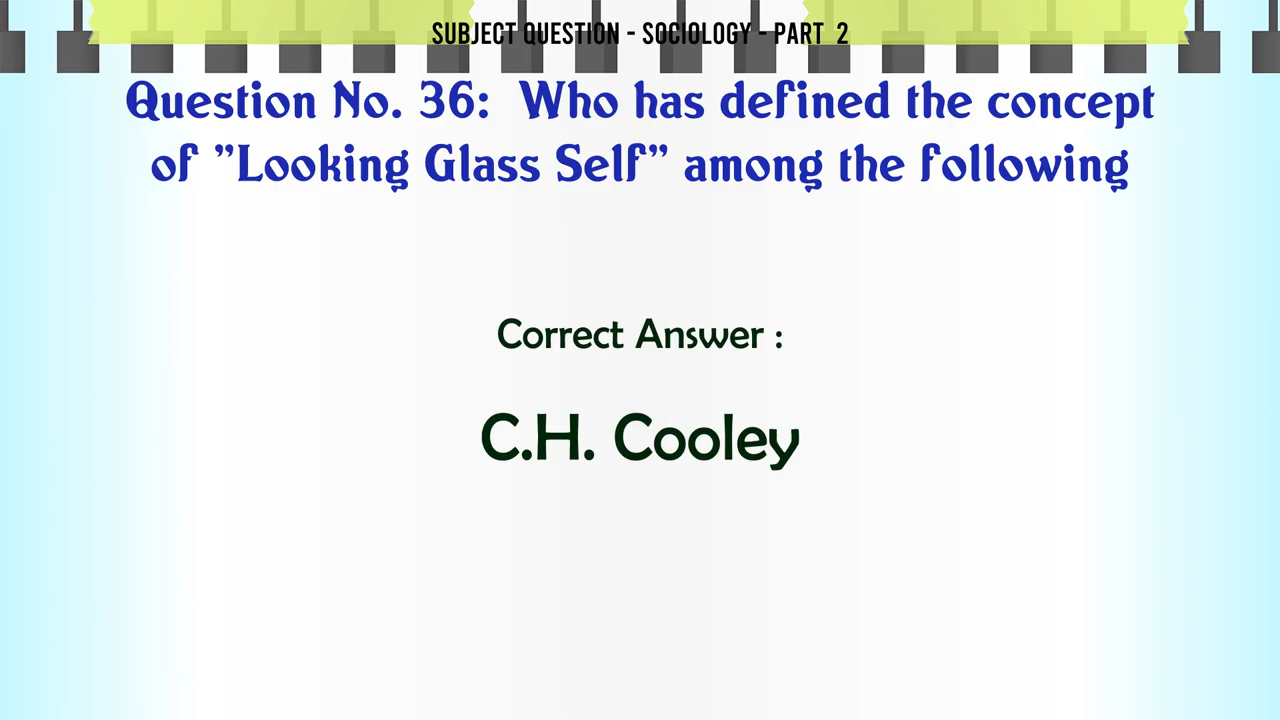 SUBJECT QUESTION - SOCIOLOGY - PART 2
Question No. 36: Who has defined the concept
of ”Looking Glass Self” among the following
Correct Answer :
C.H. Cooley